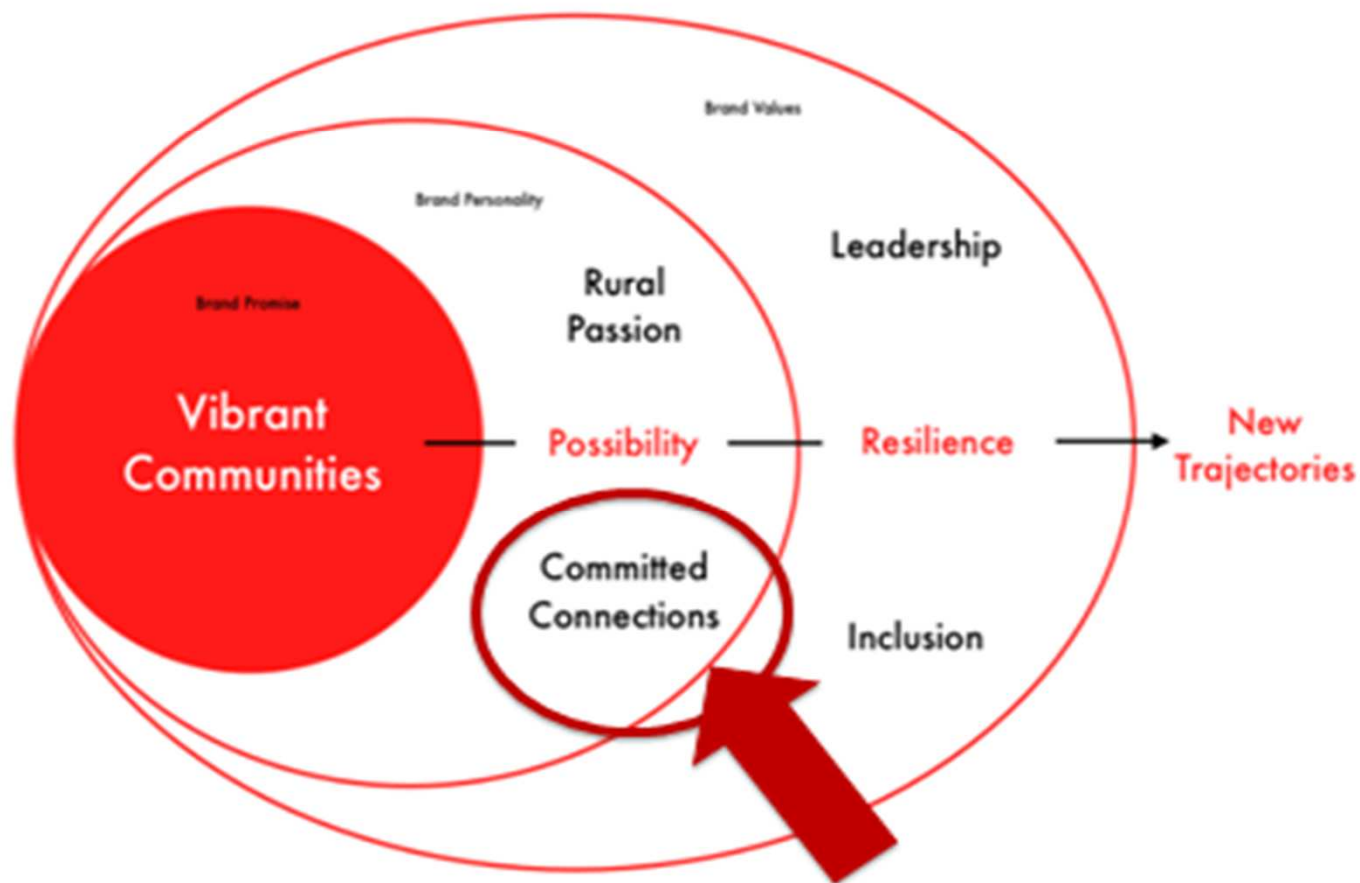 Brand Values
Brand Personality
Leadership
Rural
Passion
Brand Promise
Vibrant
Communities
Possibility
Resilience
New
Trajectories
Committed
Connections
Inclusion